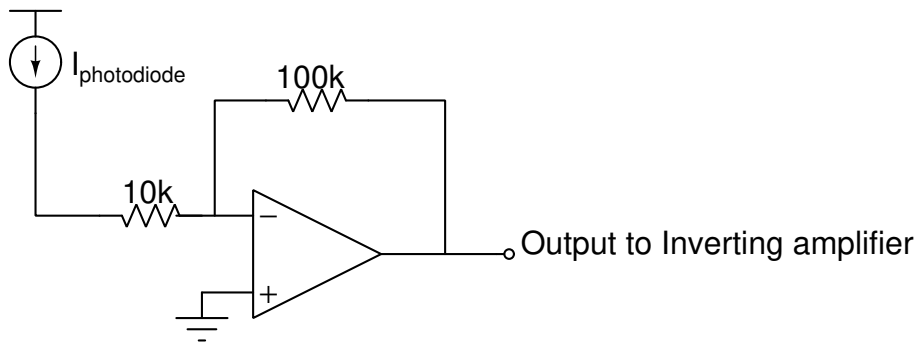 Iphotodiode
100k
10k
−
+
Output to Inverting amplifier